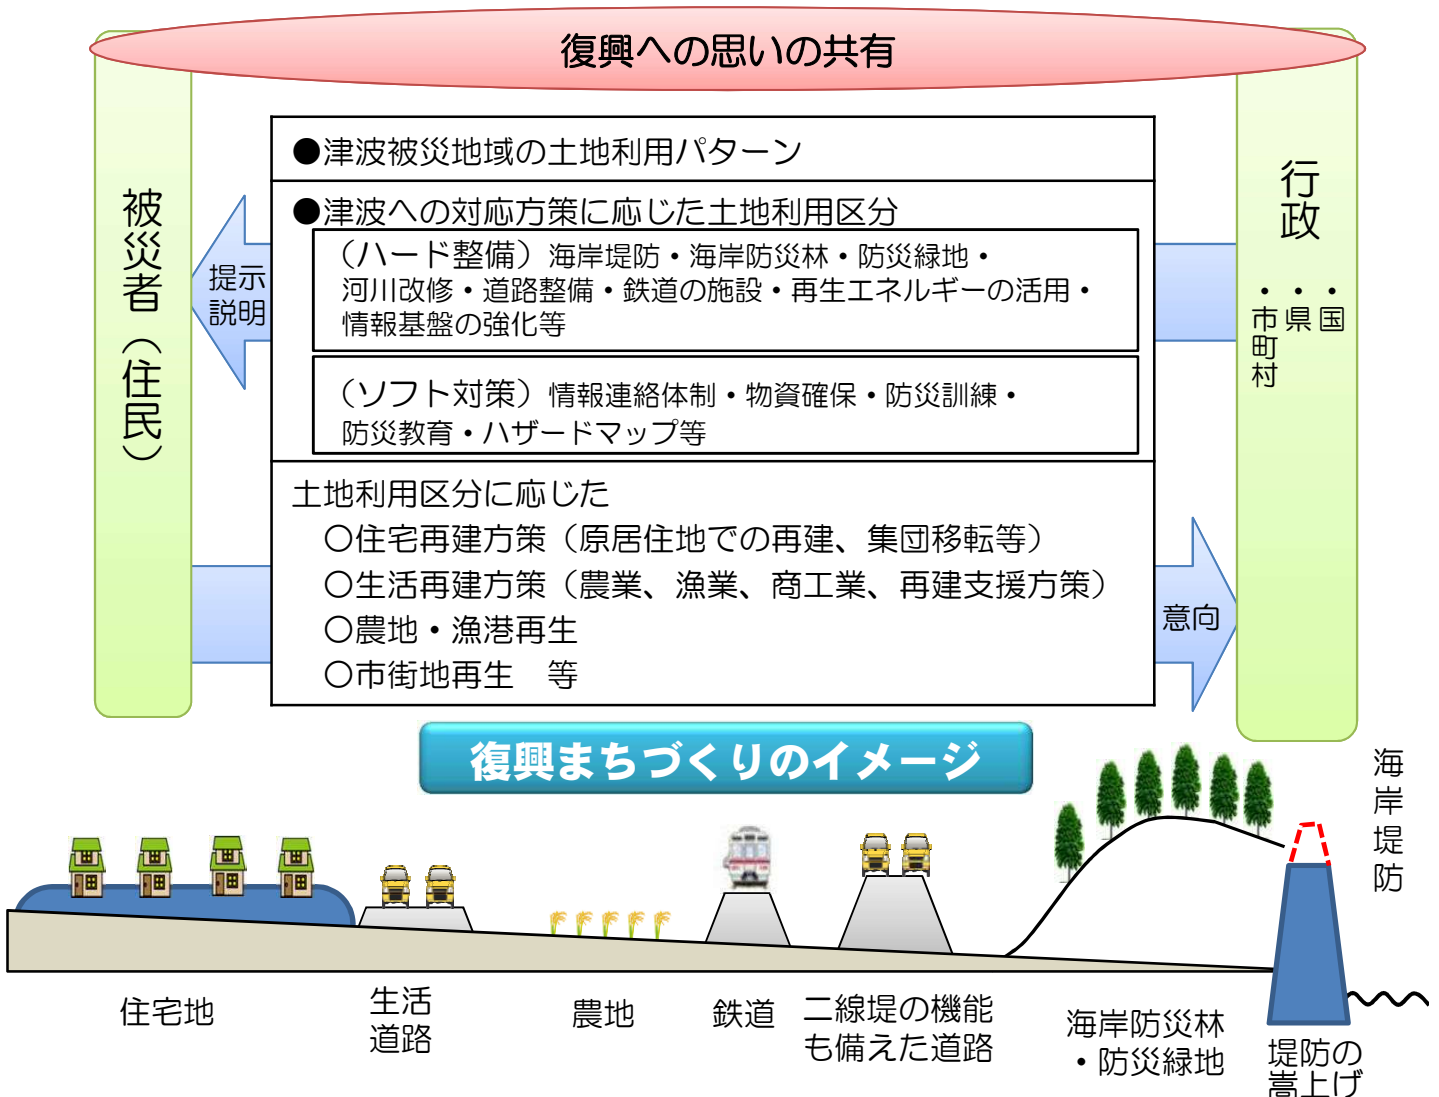 復興への思いの共有
被災者（住民）
提示
説明
●津波被災地域の土地利用パターン
●津波への対応方策に応じた土地利用区分
（ハード整備）海岸堤防・海岸防災林・防災緑地・
河川改修・道路整備・鉄道の施設・再生エネルギーの活用・
情報基盤の強化等
（ソフト対策）情報連絡体制・物資確保・防災訓練・
防災教育・ハザードマップ等
土地利用区分に応じた
○住宅再建方策（原居住地での再建、集団移転等）
○生活再建方策（農業、漁業、商工業、再建支援方策）
○農地・漁港再生
○市街地再生　等
行政
・国
・県
・市町村
意向
復興まちづくりのイメージ
海岸堤防
住宅地
生活
道路
農地
鉄道
二線堤の機能
も備えた道路
海岸防災林
・防災緑地
堤防の
嵩上げ